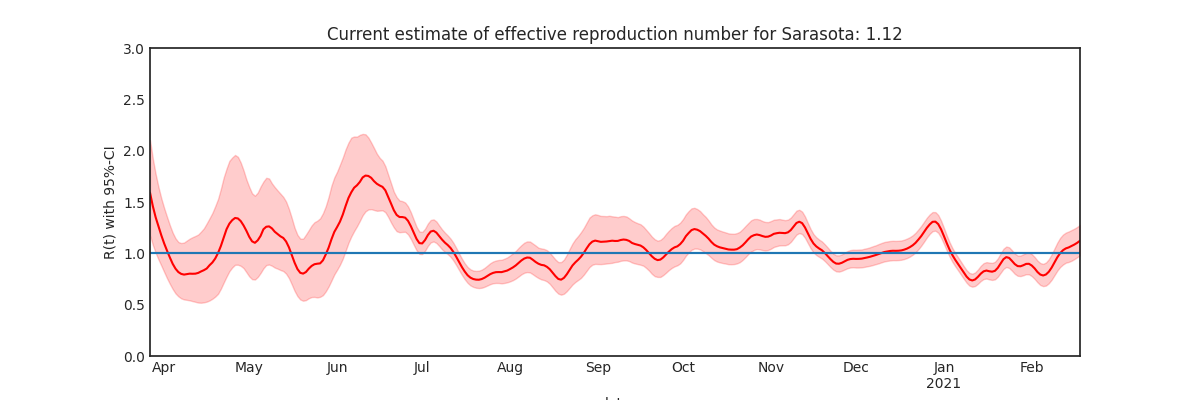 Current estimate of effective reproduction number for Sarasota: 1.12
R(t) with 95%-CI
3.0
2.5
2.0
1.5
1.0
0.5
0.0
Apr May Jun Jul Aug Sep Oct Nov Dec Jan Feb
2021